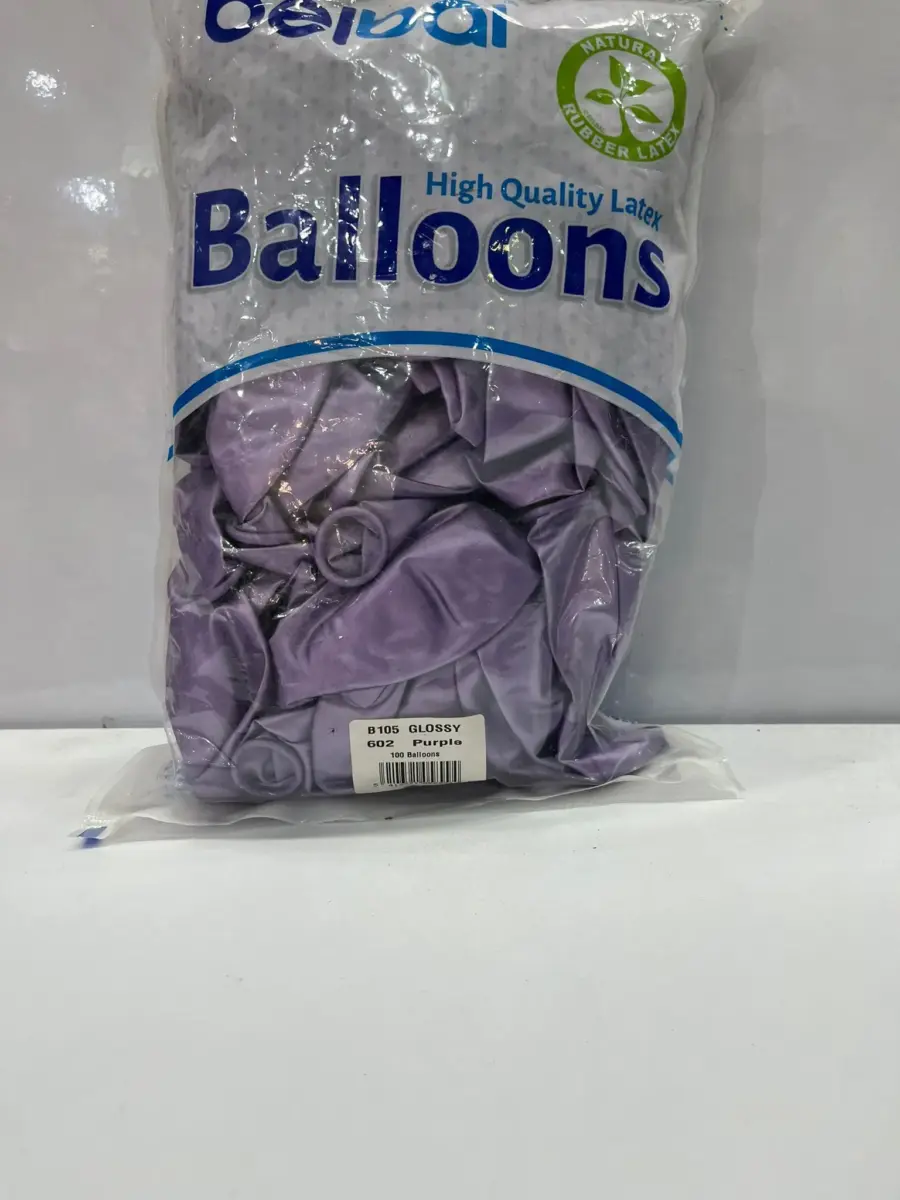 belbal
NATURAL
RUBBER LATEX
High Quality Latex
Balloons
B105 GLOSSY
602 Purple
100 Balloons